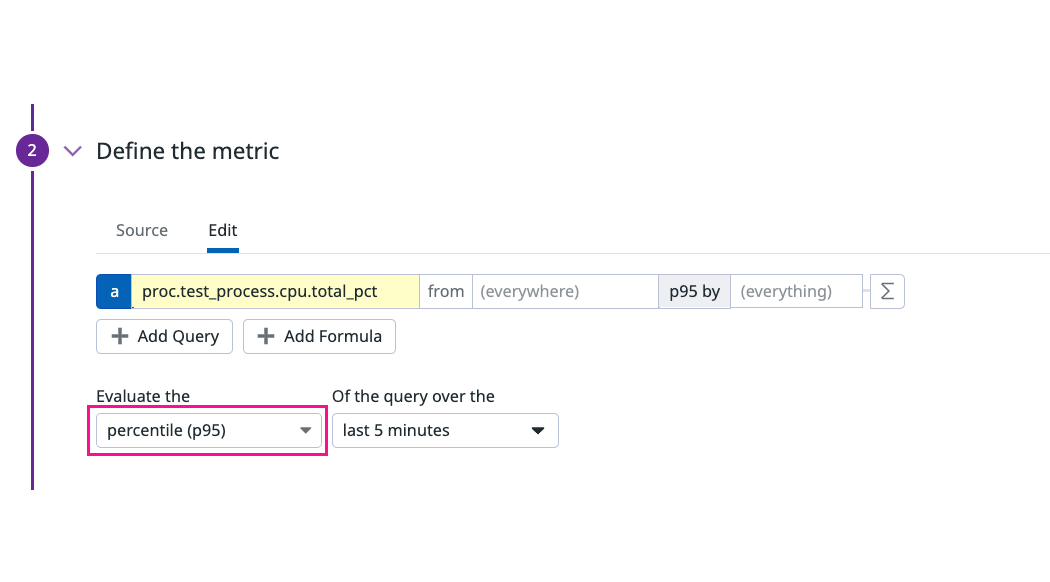 2 Define the metric
Source Edit
a proc.test_process.cpu.total_pct from (everywhere) p95 by (everything) Σ
+ Add Query + Add Formula
Evaluate the Of the query over the
percentile (p95) last 5 minutes